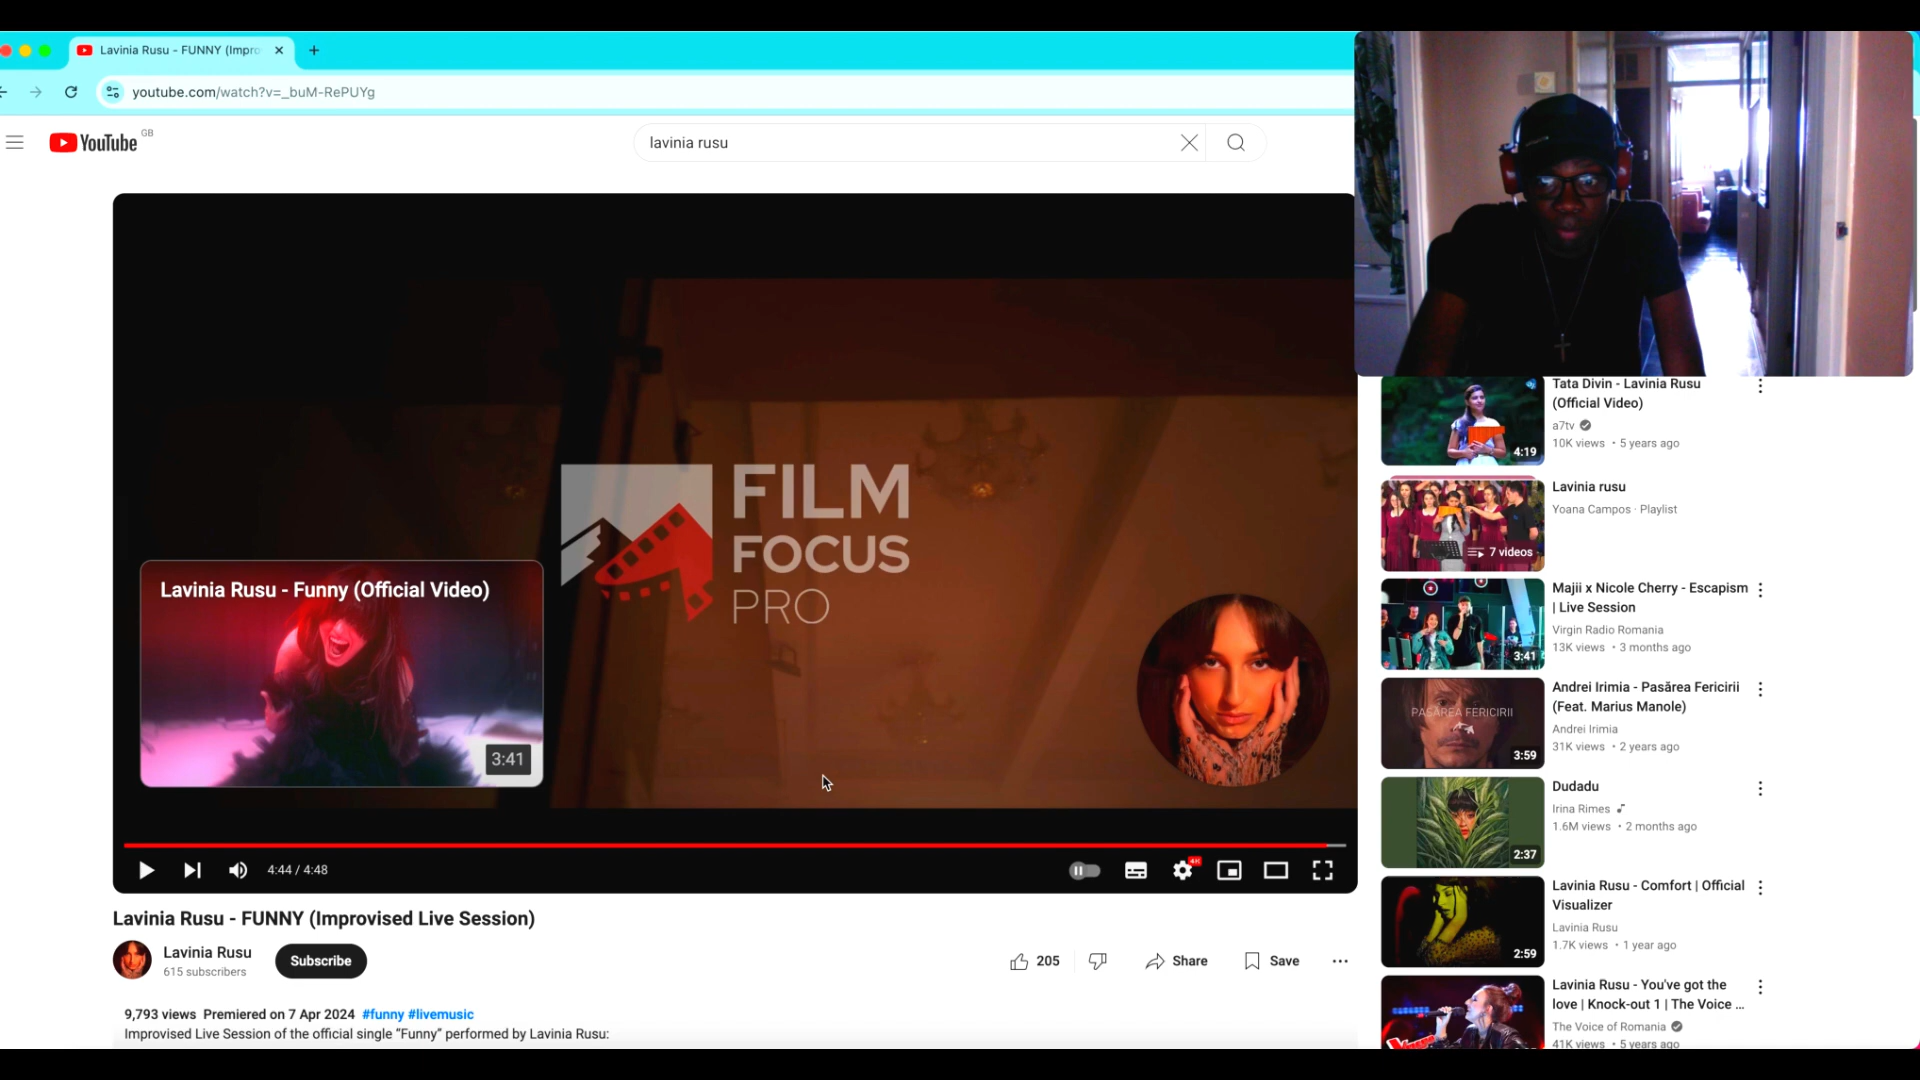 Lavinia Rusu - FUNNY (Impro
youtube.com/watch?v=_buM-RePUYg
YouTube GB
lavinia rusu
FILM
FOCUS
PRO
Lavinia Rusu - Funny (Official Video)
3:41
4:44 / 4:48
4K
Lavinia Rusu - FUNNY (Improvised Live Session)
Lavinia Rusu
615 subscribers
Subscribe
205
Share
Save
9,793 views Premiered on 7 Apr 2024 #funny #livemusic
Improvised Live Session of the official single “Funny” performed by Lavinia Rusu:
Tata Divin - Lavinia Rusu
(Official Video)
a7tv
10K views • 5 years ago
4:19
Lavinia rusu
Yoana Campos · Playlist
7 videos
Majii x Nicole Cherry - Escapism
| Live Session
Virgin Radio Romania
13K views • 3 months ago
3:41
Andrei Irimia - Pasărea Fericirii
(Feat. Marius Manole)
Andrei Irimia
31K views • 2 years ago
PASĂREA FERICIRII
3:59
Dudadu
Irina Rimes
1.6M views • 2 months ago
2:37
Lavinia Rusu - Comfort | Official
Visualizer
Lavinia Rusu
1.7K views • 1 year ago
2:59
Lavinia Rusu - You've got the
love | Knock-out 1 | The Voice ...
The Voice of Romania
41K views • 5 years ago